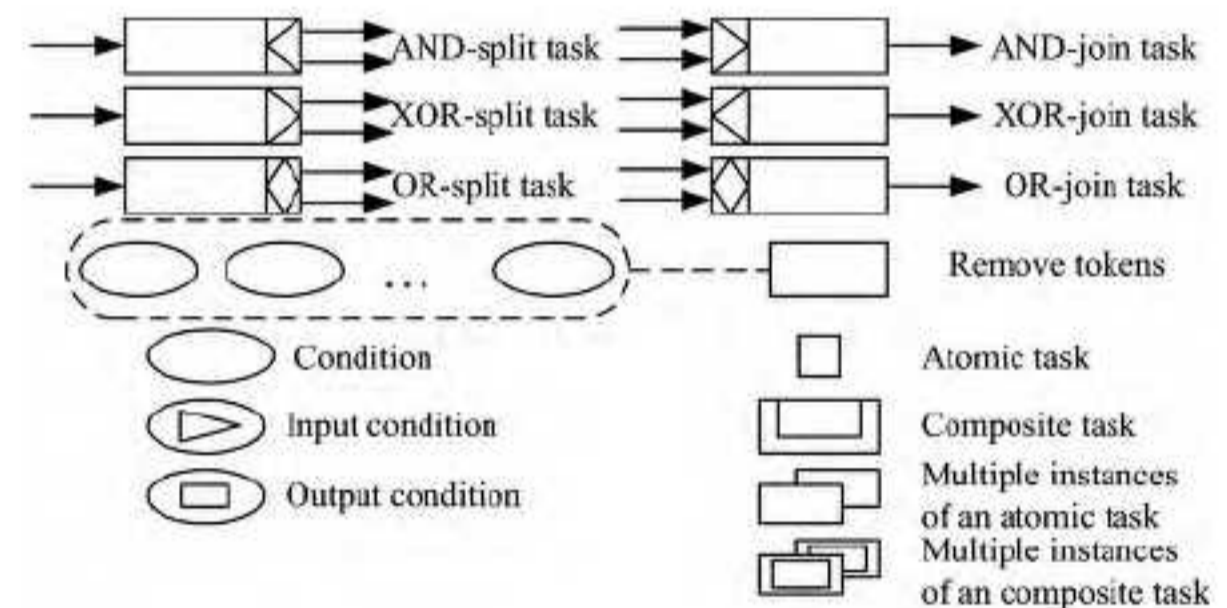 AND-split task
AND-join task
XOR-split task
XOR-join task
OR-split task
OR-join task
...
Remove tokens
Condition
Atomic task
Input condition
Composite task
Output condition
Multiple instances
of an atomic task
Multiple instances
of an composite task